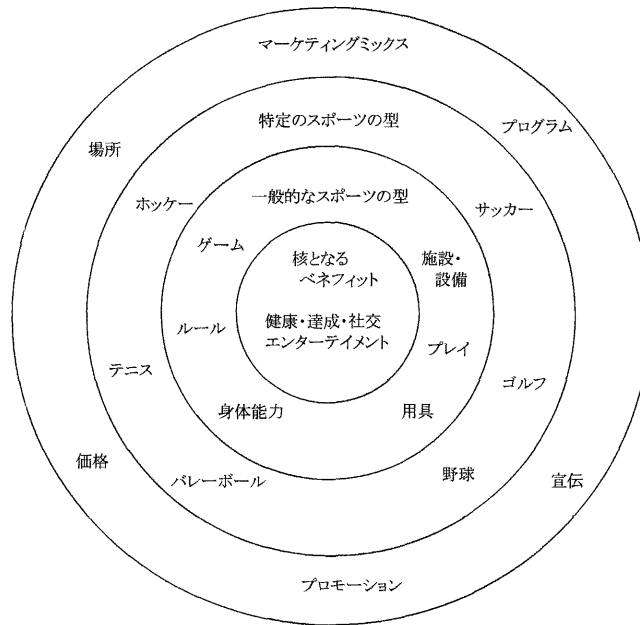 マーケティングミックス
特定のスポーツの型
プログラム
場所
ホッケー
一般的なスポーツの型
サッカー
ゲーム
核となる
ベネフィット
施設・
設備
健康・達成・社交
エンターテイメント
ルール
プレイ
テニス
ゴルフ
身体能力
用具
価格
バレーボール
野球
宣伝
プロモーション